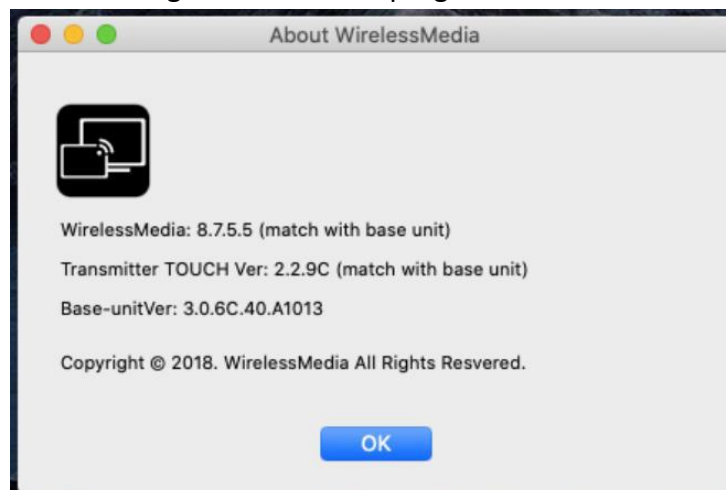 About WirelessMedia
WirelessMedia: 8.7.5.5 (match with base unit)
Transmitter TOUCH Ver: 2.2.9C (match with base unit)
Base-unitVer: 3.0.6C.40.A1013
Copyright © 2018. WirelessMedia All Rights Resvered.
OK